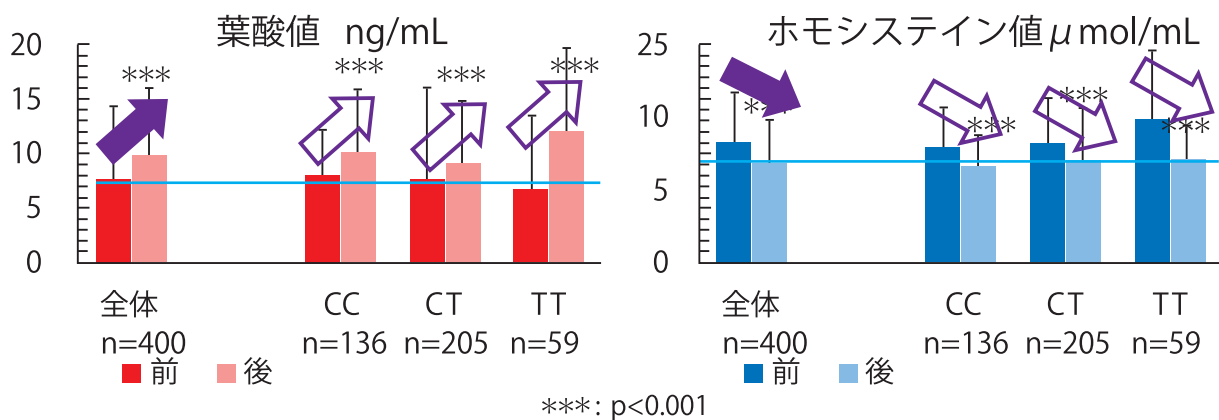 葉酸値 ng/mL
20
15
10
5
0
*** *** *** ***
全体 CC CT TT
n=400 n=136 n=205 n=59
前 後
ホモシステイン値μmol/mL
25
10
5
0
*** *** *** ***
全体 CC CT TT
n=400 n=136 n=205 n=59
前 後
***: p<0.001